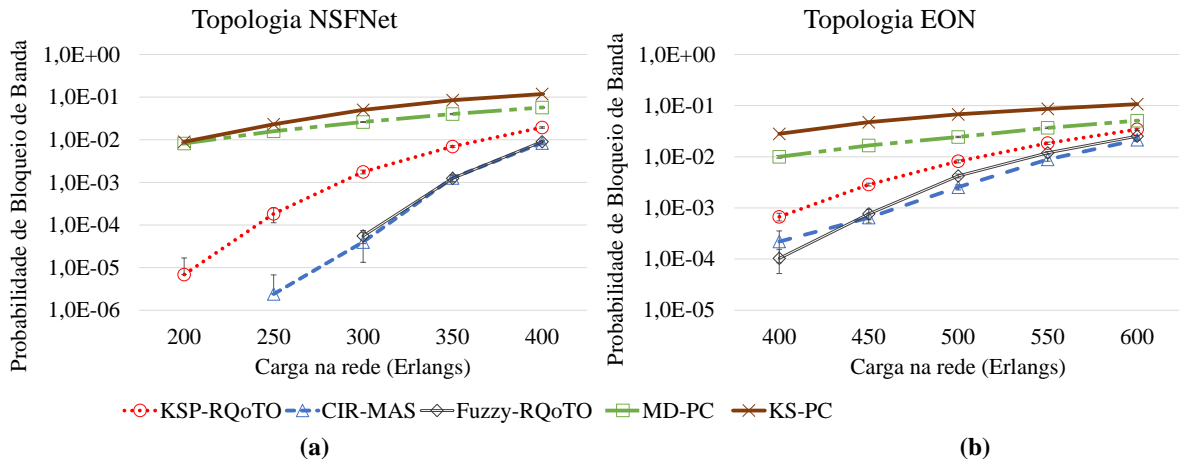 Topologia NSFNet
Probabilidade de Bloqueio de Banda
1,0E+00
1,0E-01
1,0E-02
1,0E-03
1,0E-04
1,0E-05
1,0E-06
200 250 300 350 400
Carga na rede (Erlangs)
Topologia EON
Probabilidade de Bloqueio de Banda
1,0E+00
1,0E-01
1,0E-02
1,0E-03
1,0E-04
1,0E-05
400 450 500 550 600
Carga na rede (Erlangs)
KSP-RQoTO CIR-MAS Fuzzy-RQoTO MD-PC KS-PC
(a) (b)